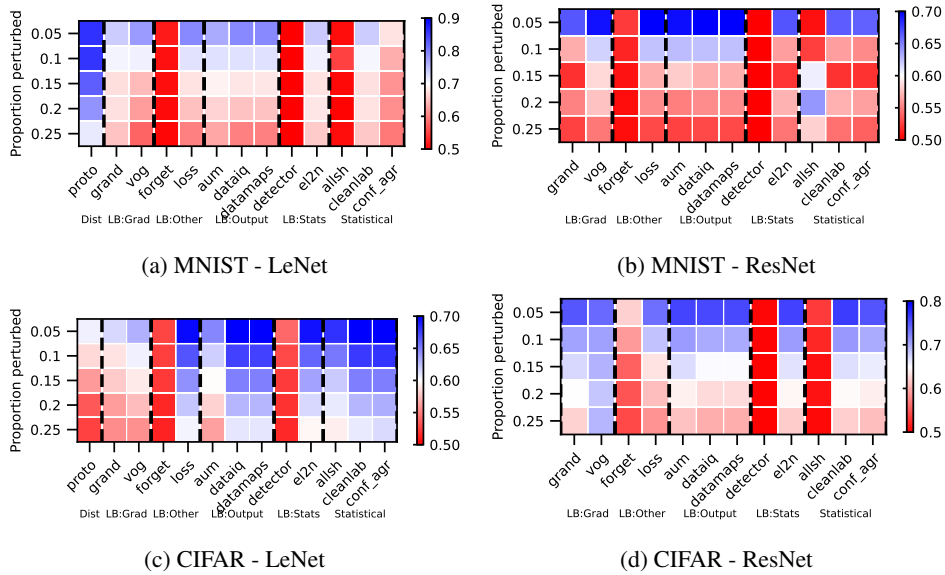 Proportion perturbed
0.05
0.1
0.15
0.2
0.25
proto
grand
vog
forget
loss
aum
dataiq
datamaps
detector
el2n
allsh
cleanlab
conf_agr
Dist LB:Grad LB:Other LB:Output LB:Stats Statistical
0.9
0.8
0.7
0.6
0.5
(a) MNIST - LeNet
Proportion perturbed
0.05
0.1
0.15
0.2
0.25
grand
vog
forget
loss
aum
dataiq
datamaps
detector
el2n
allsh
cleanlab
conf_agr
LB:Grad LB:Other LB:Output LB:Stats Statistical
0.70
0.65
0.60
0.55
0.50
(b) MNIST - ResNet
Proportion perturbed
0.05
0.1
0.15
0.2
0.25
proto
grand
vog
forget
loss
aum
dataiq
datamaps
detector
el2n
allsh
cleanlab
conf_agr
Dist LB:Grad LB:Other LB:Output LB:Stats Statistical
0.70
0.65
0.60
0.55
0.50
(c) CIFAR - LeNet
Proportion perturbed
0.05
0.1
0.15
0.2
0.25
grand
vog
forget
loss
aum
dataiq
datamaps
detector
el2n
allsh
cleanlab
conf_agr
LB:Grad LB:Other LB:Output LB:Stats Statistical
0.8
0.7
0.6
0.5
(d) CIFAR - ResNet